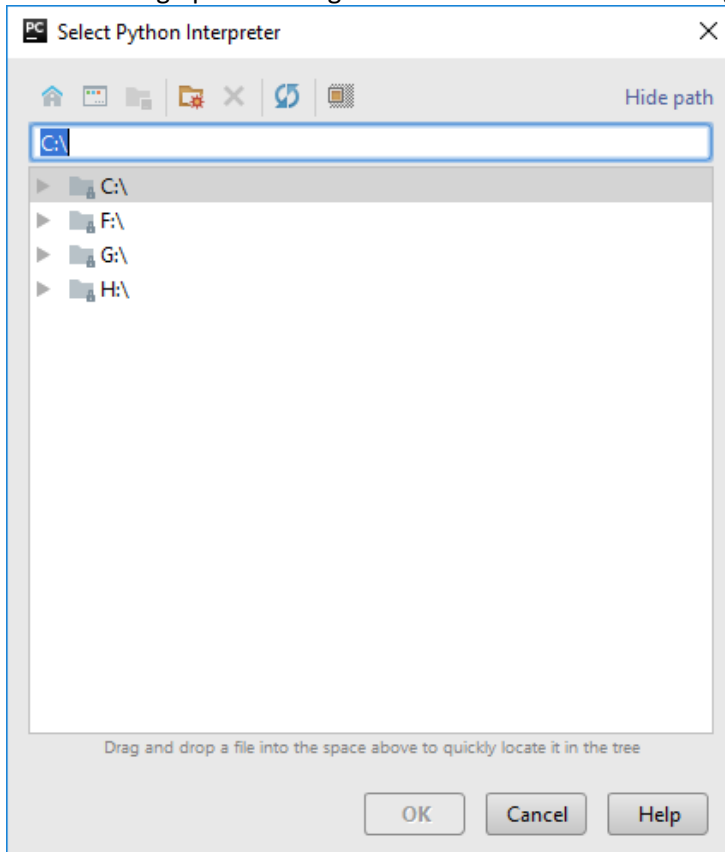 PC Select Python Interpreter
Hide path
C:\
C:\
F:\
G:\
H:\
Drag and drop a file into the space above to quickly locate it in the tree
OK Cancel Help